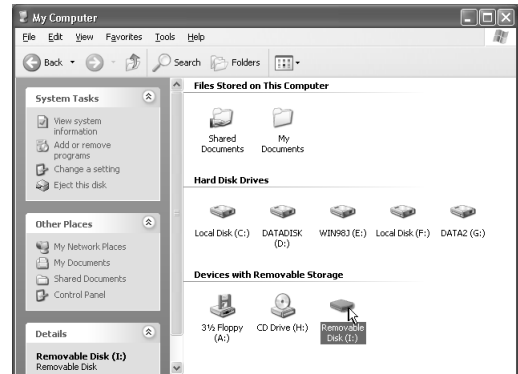 My Computer
File Edit View Favorites Tools Help
Back Search Folders
System Tasks
View system
information
Add or remove
programs
Change a setting
Eject this disk
Other Places
My Network Places
My Documents
Shared Documents
Control Panel
Details
Removable Disk (I:)
Removable Disk
Files Stored on This Computer
Shared
Documents
My
Documents
Hard Disk Drives
Local Disk (C:)
DATADISK
(D:)
WIN98J (E:)
Local Disk (F:)
DATA2 (G:)
Devices with Removable Storage
3½ Floppy
(A:)
CD Drive (H:)
Removable
Disk (I:)